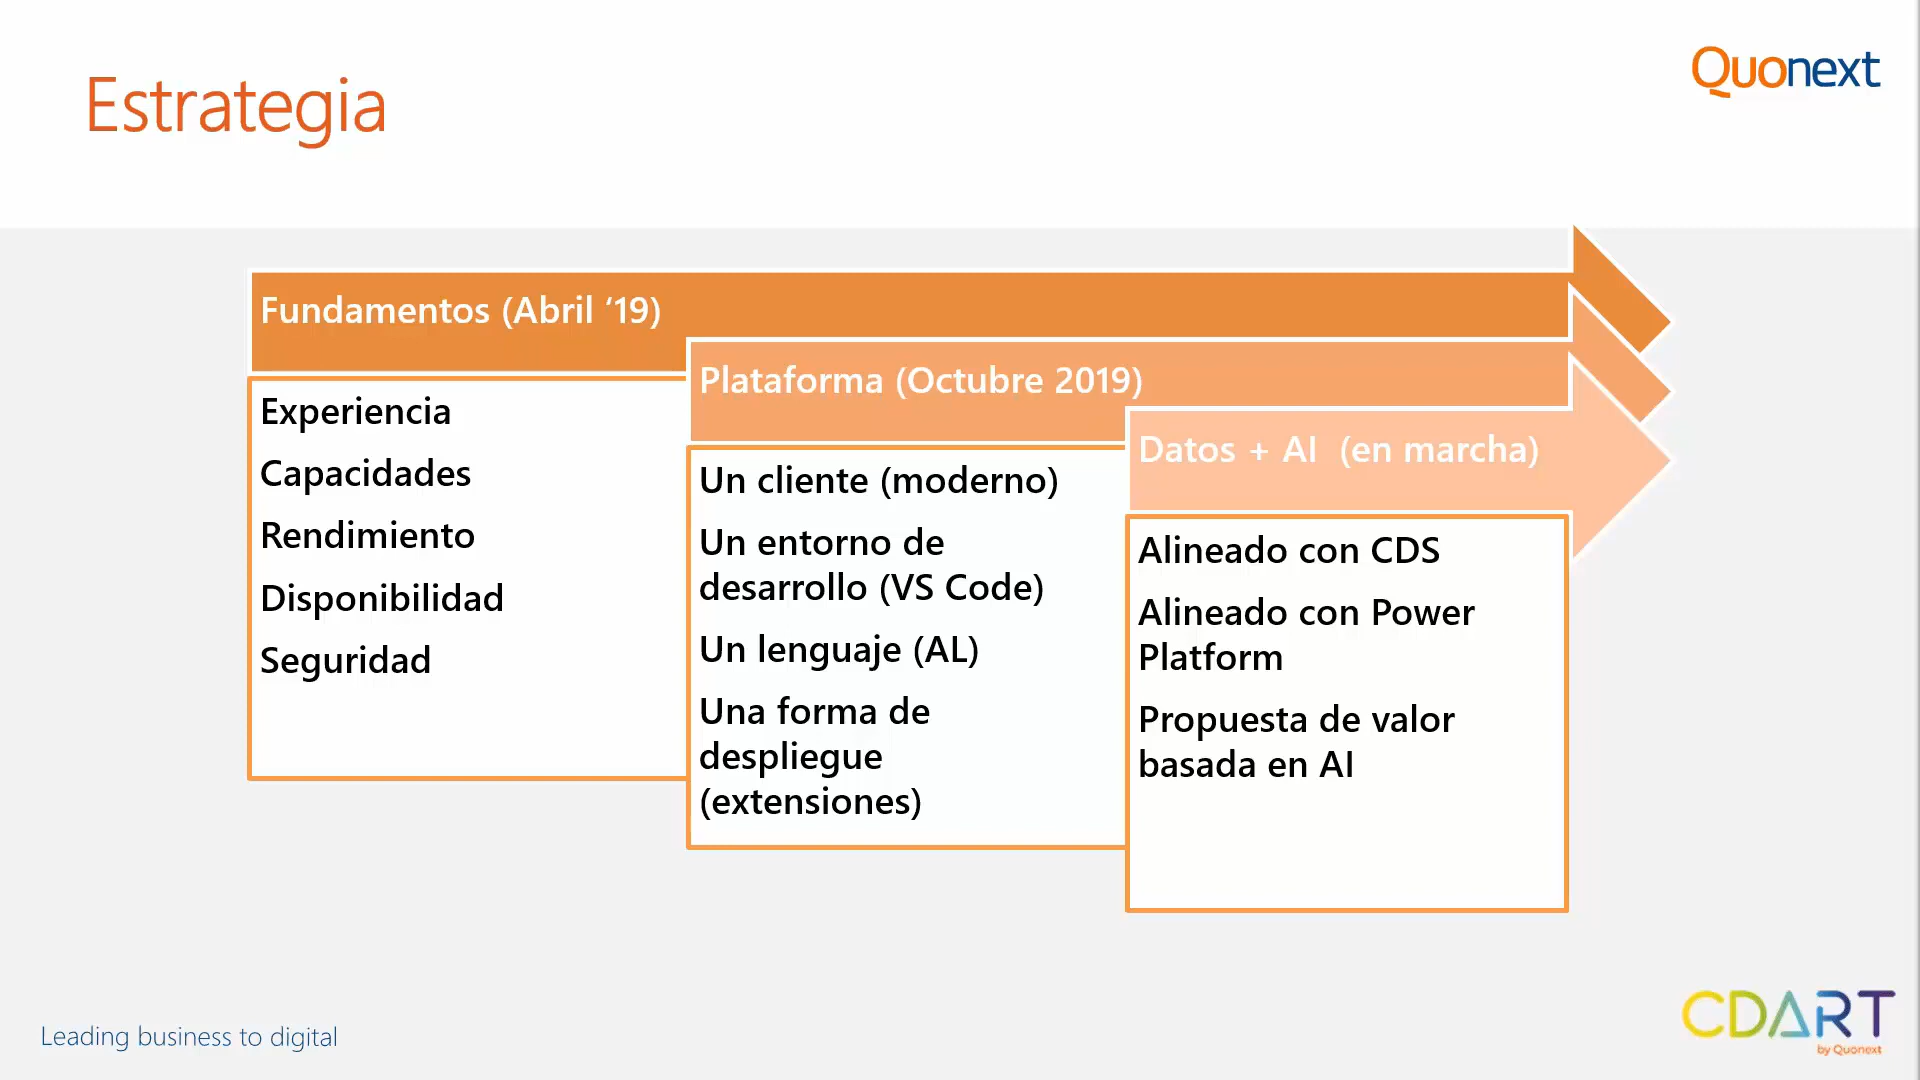 Estrategia
Quonext
Fundamentos (Abril ‘19)
Experiencia
Capacidades
Rendimiento
Disponibilidad
Seguridad
Plataforma (Octubre 2019)
Un cliente (moderno)
Un entorno de
desarrollo (VS Code)
Un lenguaje (AL)
Una forma de
despliegue
(extensiones)
Datos + AI  (en marcha)
Alineado con CDS
Alineado con Power
Platform
Propuesta de valor
basada en AI
Leading business to digital
CDART
by Quonext